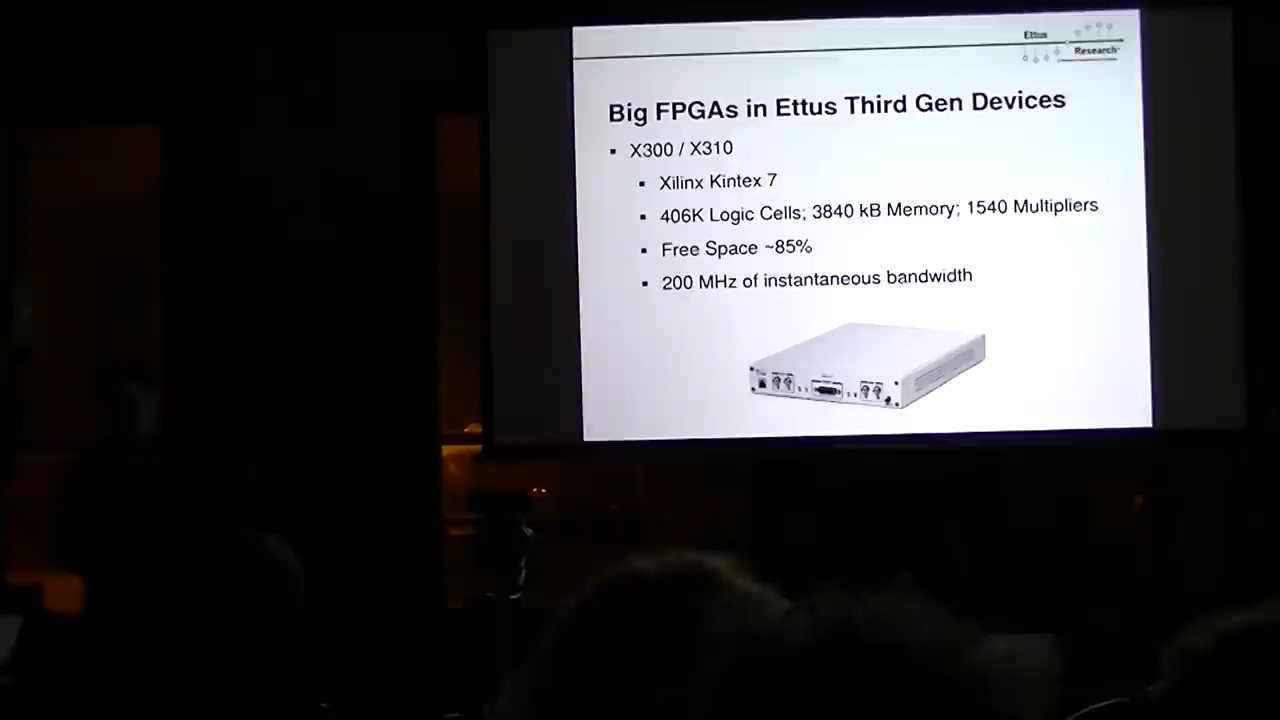 Ettus
Research
Big FPGAs in Ettus Third Gen Devices
X300 / X310
Xilinx Kintex 7
406K Logic Cells; 3840 kB Memory; 1540 Multipliers
Free Space ~85%
200 MHz of instantaneous bandwidth